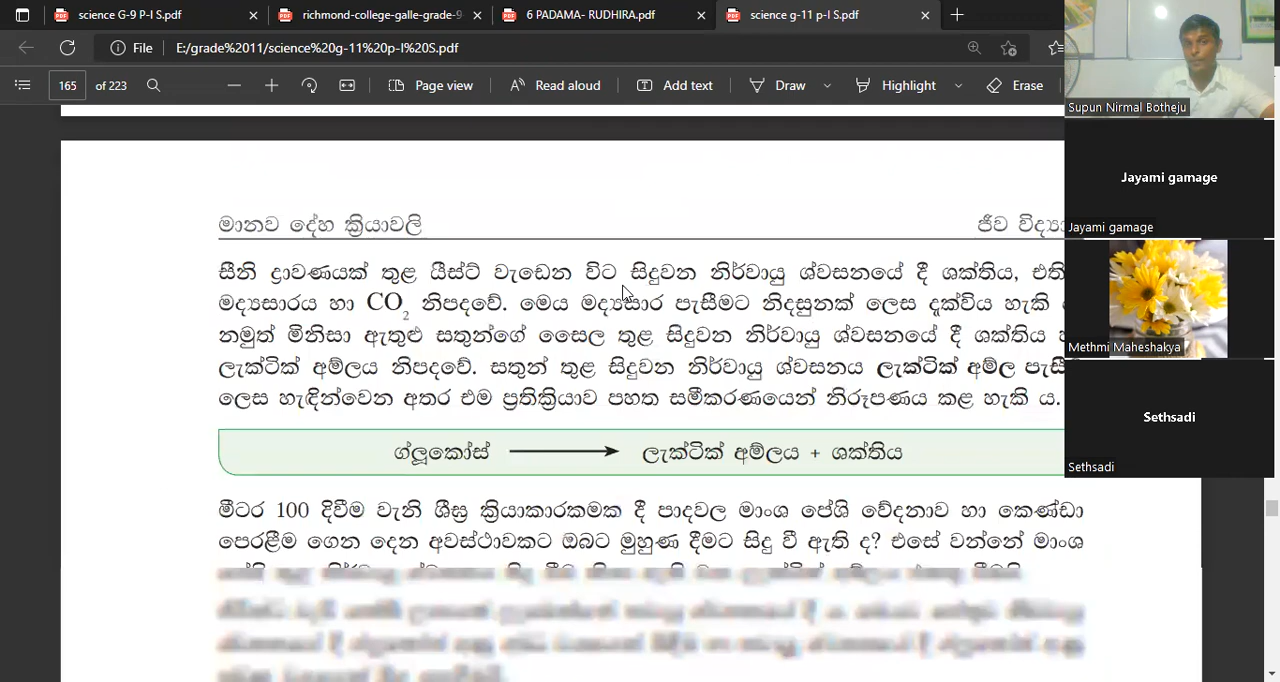 science G-9 P-I S.pdf
richmond-college-galle-grade-9
6 PADAMA- RUDHIRA.pdf
science g-11 p-I S.pdf
File
E:/grade%2011/science%20g-11%20p-I%20S.pdf
165 of 223
Page view
Read aloud
Add text
Draw
Highlight
Erase
Supun Nirmal Botheju
Jayami gamage
Jayami gamage
Methmi Maheshakya
Sethsadi
Sethsadi
මානව දේහ ක්‍රියාවලි
ජීව
සීනි ද්‍රාවණයක් තුළ යීස්ට් වැඩෙන විට සිදුවන නිර්වායු ශ්වසනයේ දී ශක්තිය,
මද්‍යසාරය හා CO₂ නිපදවේ. මෙය මද්‍යසාර පැසීමට නිදසුනක් ලෙස දැක්විය හැකි
නමුත් මිනිසා ඇතුළු සතුන්ගේ සෛල තුළ සිදුවන නිර්වායු ශ්වසනයේ දී ශක්තිය
ලැක්ටික් අම්ලය නිපදවේ. සතුන් තුළ සිදුවන නිර්වායු ශ්වසනය ලැක්ටික් අම්ල
ලෙස හැඳින්වෙන අතර එම ප්‍රතික්‍රියාව පහත සමීකරණයෙන් නිරූපණය කළ හැකි ය.
ග්ලූකෝස් ⟶ ලැක්ටික් අම්ලය + ශක්තිය
මීටර 100 දිවීම වැනි ශීඝ්‍ර ක්‍රියාකාරකමක දී පාදවල මාංශ පේශි වේදනාව හා කෙණ්ඩා
පෙරළීම ගෙන දෙන අවස්ථාවකට ඔබට මුහුණ දීමට සිදු වී ඇති ද? එසේ වන්නේ මාංශ